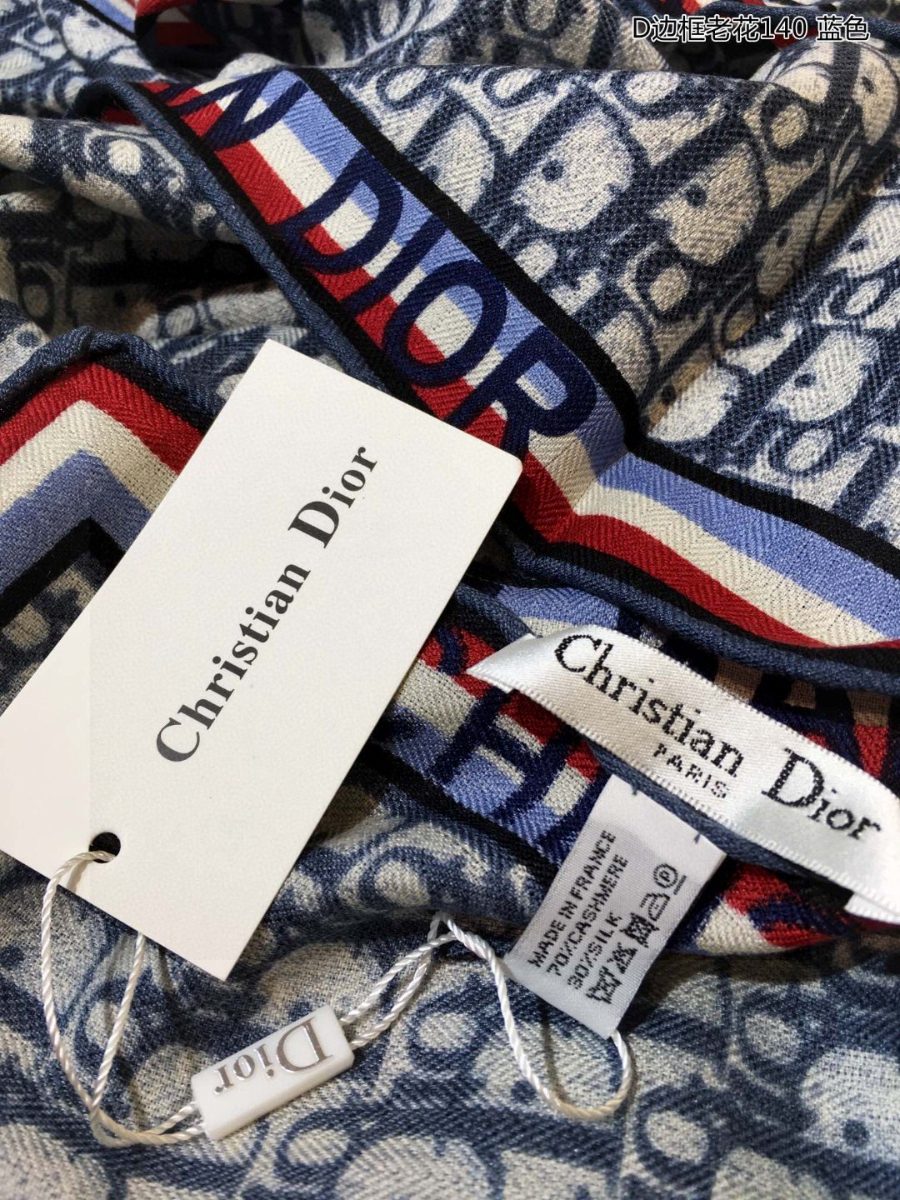 D边框老花140 蓝色
N DIOR
Christian Dior
Christian Dior
PARIS
MADE IN FRANCE
70%CASHMERE
30%SILK
P
Dior